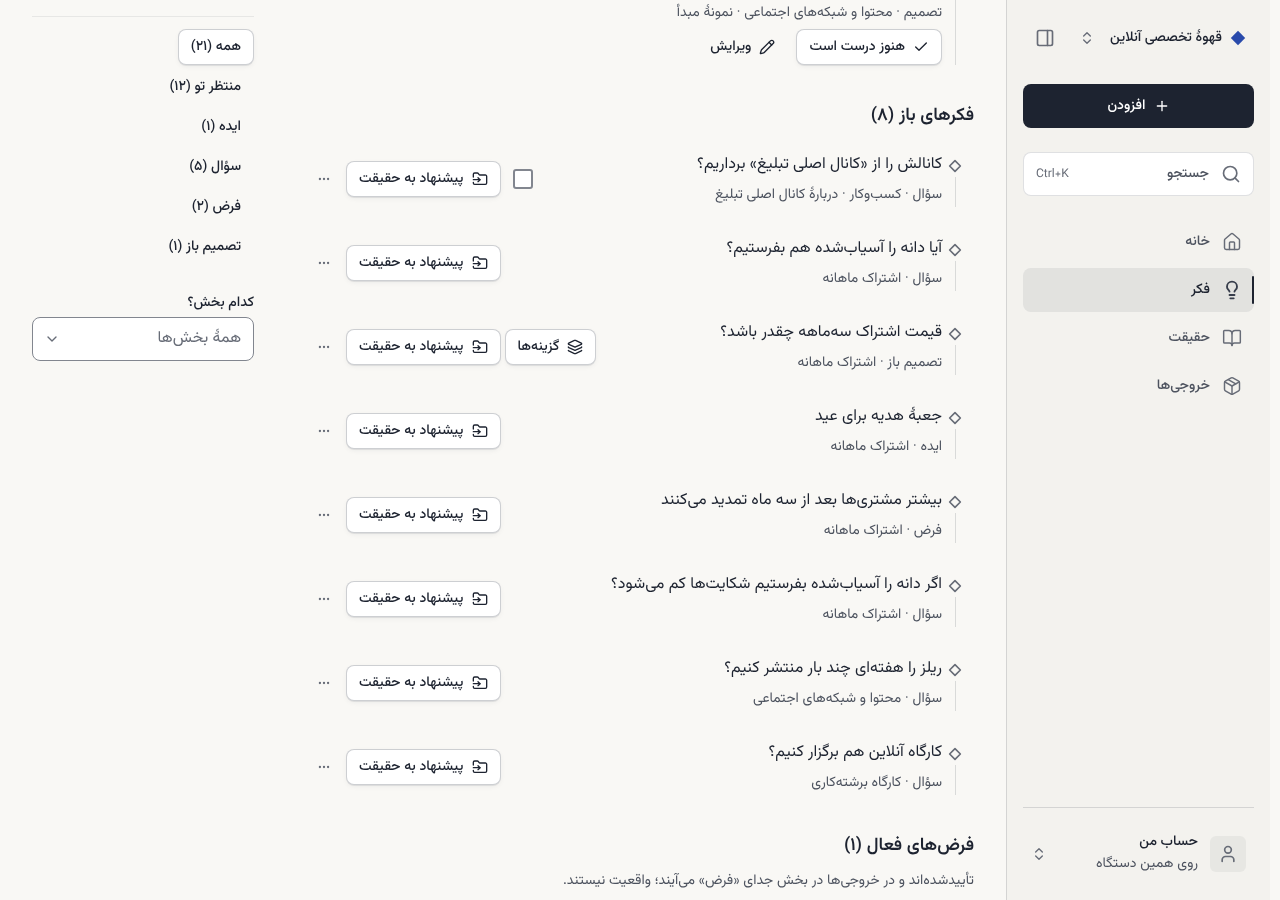 قهوهٔ تخصصی آنلاین
افزودن
جستجو
Ctrl+K
خانه
فکر
حقیقت
خروجی‌ها
حساب من
روی همین دستگاه
تصمیم · محتوا و شبکه‌های اجتماعی · نمونهٔ مبدأ
هنوز درست است
ویرایش
فکرهای باز (۸)
کانالش را از «کانال اصلی تبلیغ» برداریم؟
سؤال · کسب‌وکار · دربارهٔ کانال اصلی تبلیغ
پیشنهاد به حقیقت
آیا دانه را آسیاب‌شده هم بفرستیم؟
سؤال · اشتراک ماهانه
پیشنهاد به حقیقت
قیمت اشتراک سه‌ماهه چقدر باشد؟
تصمیم باز · اشتراک ماهانه
گزینه‌ها
پیشنهاد به حقیقت
جعبهٔ هدیه برای عید
ایده · اشتراک ماهانه
پیشنهاد به حقیقت
بیشتر مشتری‌ها بعد از سه ماه تمدید می‌کنند
فرض · اشتراک ماهانه
پیشنهاد به حقیقت
اگر دانه را آسیاب‌شده بفرستیم شکایت‌ها کم می‌شود؟
سؤال · اشتراک ماهانه
پیشنهاد به حقیقت
ریلز را هفته‌ای چند بار منتشر کنیم؟
سؤال · محتوا و شبکه‌های اجتماعی
پیشنهاد به حقیقت
کارگاه آنلاین هم برگزار کنیم؟
سؤال · کارگاه برشته‌کاری
پیشنهاد به حقیقت
فرض‌های فعال (۱)
تأییدشده‌اند و در خروجی‌ها در بخش جدای «فرض» می‌آیند؛ واقعیت نیستند.
همه (۲۱)
منتظر تو (۱۲)
ایده (۱)
سؤال (۵)
فرض (۲)
تصمیم باز (۱)
کدام بخش؟
همهٔ بخش‌ها